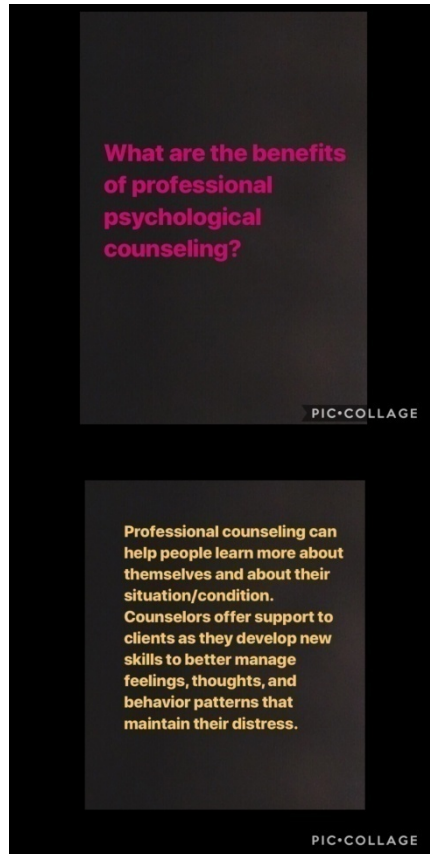 What are the benefits
of professional
psychological
counseling?
PIC•COLLAGE
Professional counseling can
help people learn more about
themselves and about their
situation/condition.
Counselors offer support to
clients as they develop new
skills to better manage
feelings, thoughts, and
behavior patterns that
maintain their distress.
PIC•COLLAGE